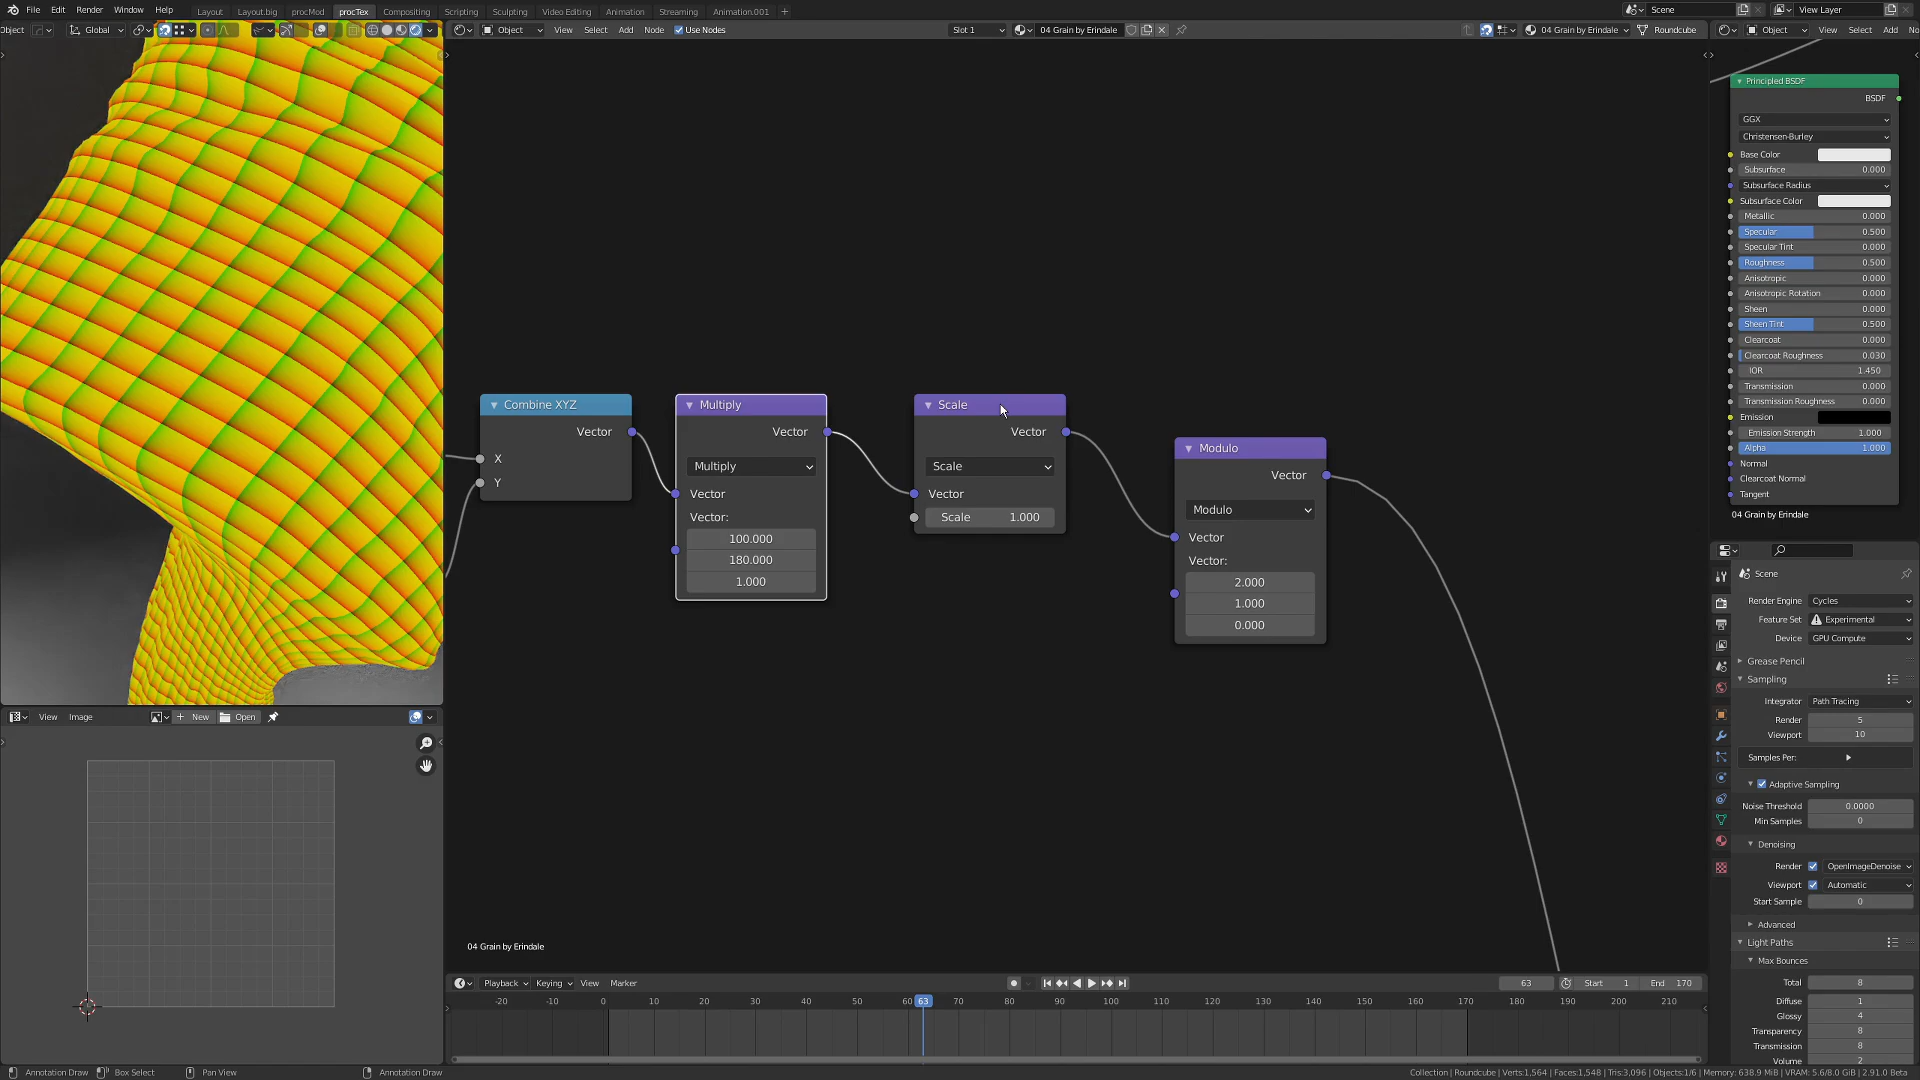 File Edit Render Window Help Layout Layout.big procMod procTex Compositing Scripting Sculpting Video Editing Animation Streaming Animation.001 +
Scene View Layer
Object Global
Object View Select Add Node Use Nodes Slot 1 04 Grain by Erindale 04 Grain by Erindale Roundcube
Object View Select Add No
Combine XYZ
Vector
X
Y
Multiply
Vector
Multiply
Vector
Vector:
100.000
180.000
1.000
Scale
Vector
Scale
Vector
Scale 1.000
Modulo
Vector
Modulo
Vector
Vector:
2.000
1.000
0.000
04 Grain by Erindale
Principled BSDF
BSDF
GGX
Christensen-Burley
Base Color
Subsurface 0.000
Subsurface Radius
Subsurface Color
Metallic 0.000
Specular 0.500
Specular Tint 0.000
Roughness 0.500
Anisotropic 0.000
Anisotropic Rotation 0.000
Sheen 0.000
Sheen Tint 0.500
Clearcoat 0.000
Clearcoat Roughness 0.030
IOR 1.450
Transmission 0.000
Transmission Roughness 0.000
Emission
Emission Strength 1.000
Alpha 1.000
Normal
Clearcoat Normal
Tangent
04 Grain by Erindale
Scene
Render Engine Cycles
Feature Set Experimental
Device GPU Compute
Grease Pencil
Sampling
Integrator Path Tracing
Render 5
Viewport 10
Samples Per:
Adaptive Sampling
Noise Threshold 0.0000
Min Samples 0
Denoising
Render OpenImageDenoise
Viewport Automatic
Start Sample 0
Advanced
Light Paths
Max Bounces
Total 8
Diffuse 1
Glossy 4
Transparency 8
Transmission 8
Volume 2
View Image + New Open
Playback Keying View Marker 63 Start 1 End 170
-20 -10 0 10 20 30 40 50 60 63 70 80 90 100 110 120 130 140 150 160 170 180 190 200 210
Annotation Draw Box Select Pan View Annotation Draw
Collection | Roundcube | Verts:1,564 | Faces:1,548 | Tris:3,096 | Objects:1/6 | Memory: 638.9 MiB | VRAM: 5.6/8.0 GiB | 2.91.0 Beta